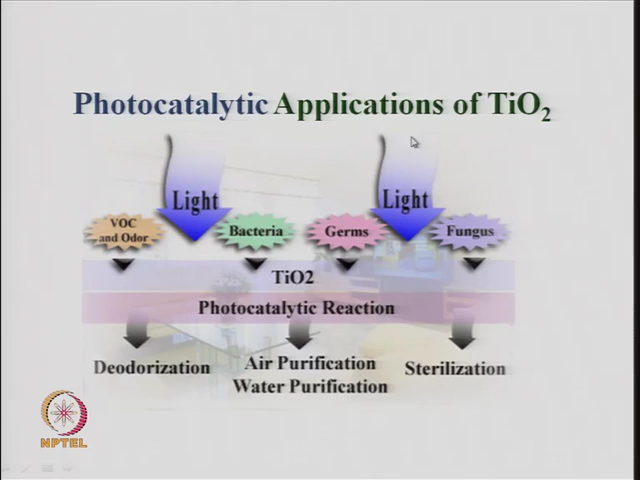 Photocatalytic Applications of TiO₂
Light
Light
VOC
and Odor
Bacteria
Germs
Fungus
TiO2
Photocatalytic Reaction
Deodorization
Air Purification
Water Purification
Sterilization
NPTEL